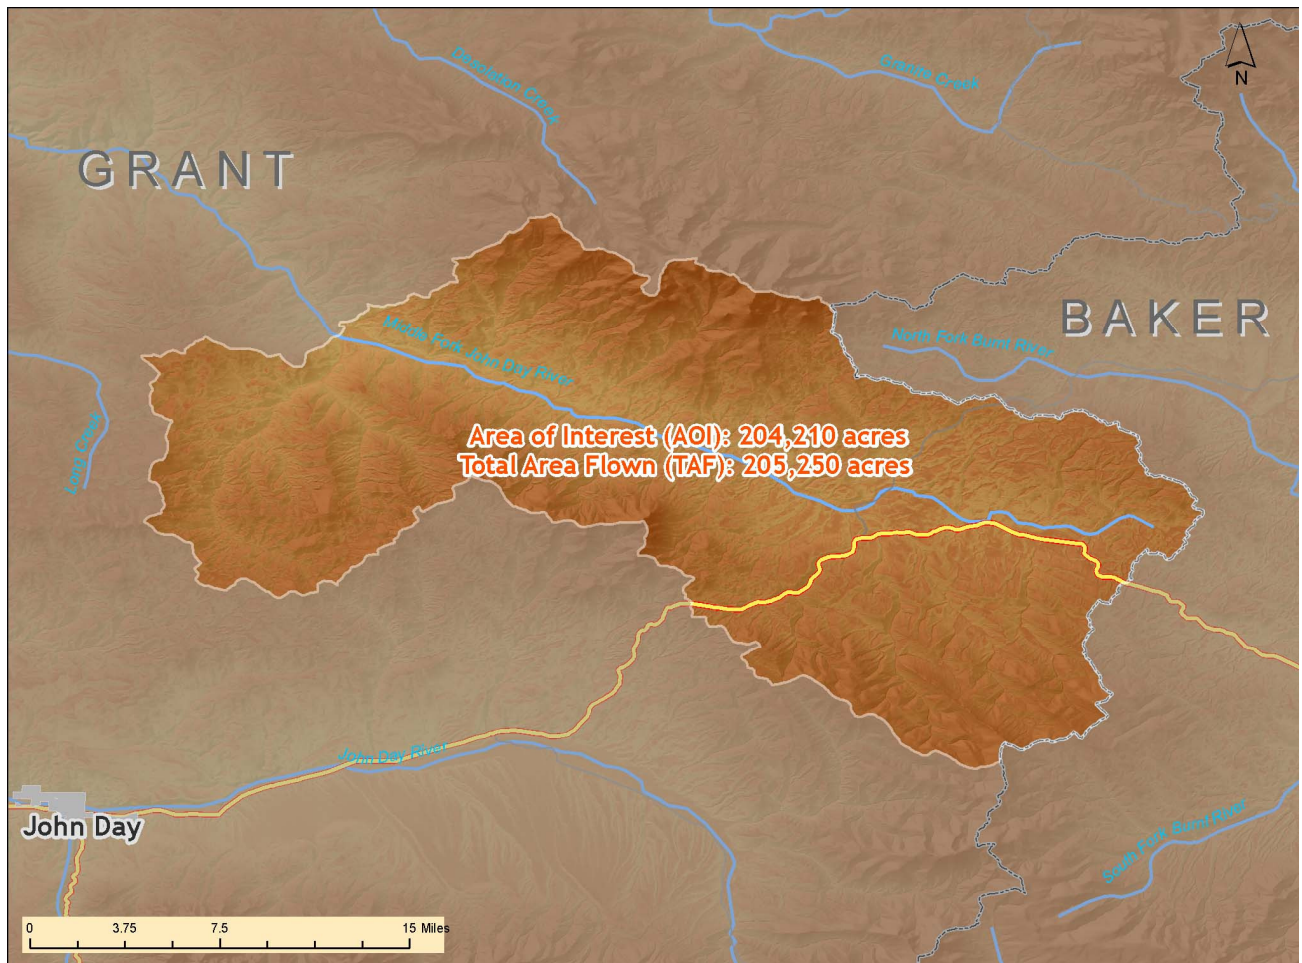 Desolation Creek
Granite Creek
N
GRANT
BAKER
Middle Fork John Day River
North Fork Burnt River
Long Creek
Area of Interest (AOI): 204,210 acres
Total Area Flown (TAF): 205,250 acres
John Day River
John Day
South Fork Burnt River
0 3.75 7.5 15 Miles